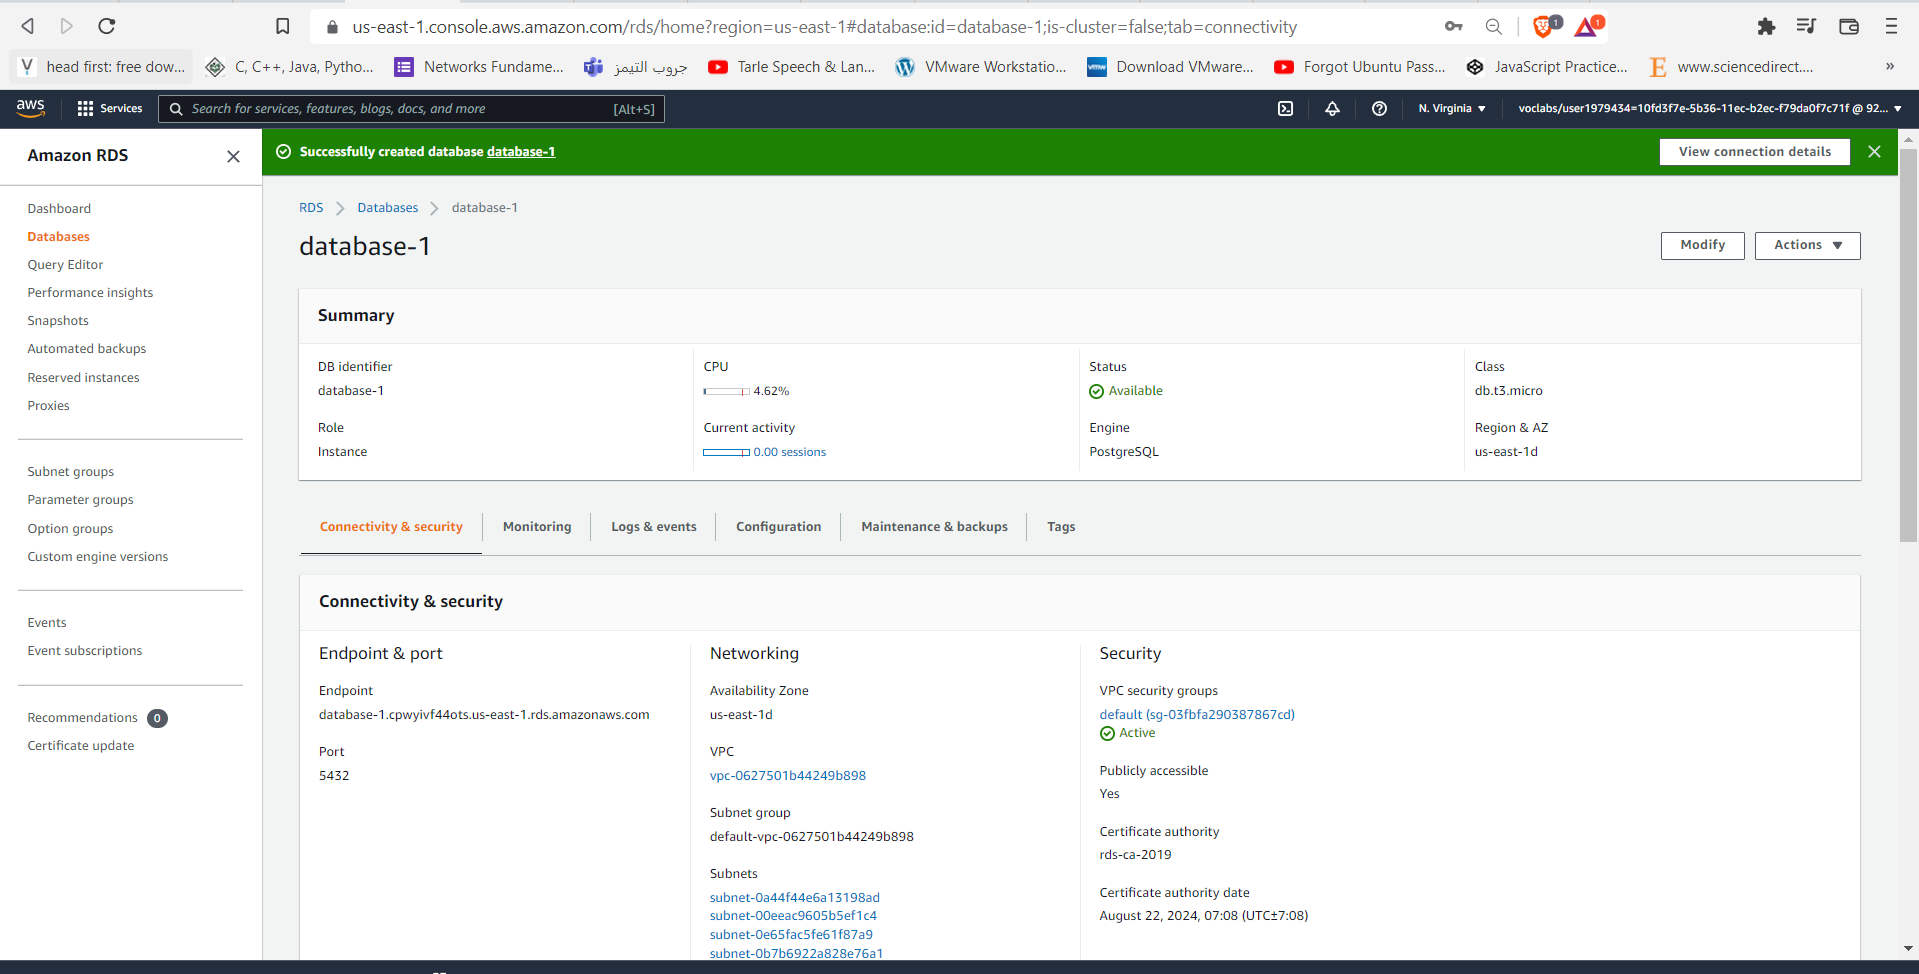 us-east-1.console.aws.amazon.com/rds/home?region=us-east-1#database:id=database-1;is-cluster=false;tab=connectivity
1
1
head first: free dow...
C, C++, Java, Pytho...
Networks Fundame...
جروب التيمز
Tarle Speech & Lan...
VMware Workstatio...
Download VMware...
Forgot Ubuntu Pass...
JavaScript Practice...
www.sciencedirect....
»
aws
Services
Search for services, features, blogs, docs, and more
[Alt+S]
N. Virginia
voclabs/user1979434=10fd3f7e-5b36-11ec-b2ec-f79da0f7c71f @ 92...
Amazon RDS
Dashboard
Databases
Query Editor
Performance insights
Snapshots
Automated backups
Reserved instances
Proxies
Subnet groups
Parameter groups
Option groups
Custom engine versions
Events
Event subscriptions
Recommendations 0
Certificate update
Successfully created database database-1
View connection details
RDS
Databases
database-1
database-1
Modify
Actions
Summary
DB identifier
database-1
CPU
4.62%
Status
Available
Class
db.t3.micro
Role
Instance
Current activity
0.00 sessions
Engine
PostgreSQL
Region & AZ
us-east-1d
Connectivity & security
Monitoring
Logs & events
Configuration
Maintenance & backups
Tags
Connectivity & security
Endpoint & port
Endpoint
database-1.cpwyivf44ots.us-east-1.rds.amazonaws.com
Port
5432
Networking
Availability Zone
us-east-1d
VPC
vpc-0627501b44249b898
Subnet group
default-vpc-0627501b44249b898
Subnets
subnet-0a44f44e6a13198ad
subnet-00eeac9605b5ef1c4
subnet-0e65fac5fe61f87a9
subnet-0b7b6922a828e76a1
Security
VPC security groups
default (sg-03fbfa290387867cd)
Active
Publicly accessible
Yes
Certificate authority
rds-ca-2019
Certificate authority date
August 22, 2024, 07:08 (UTC±7:08)